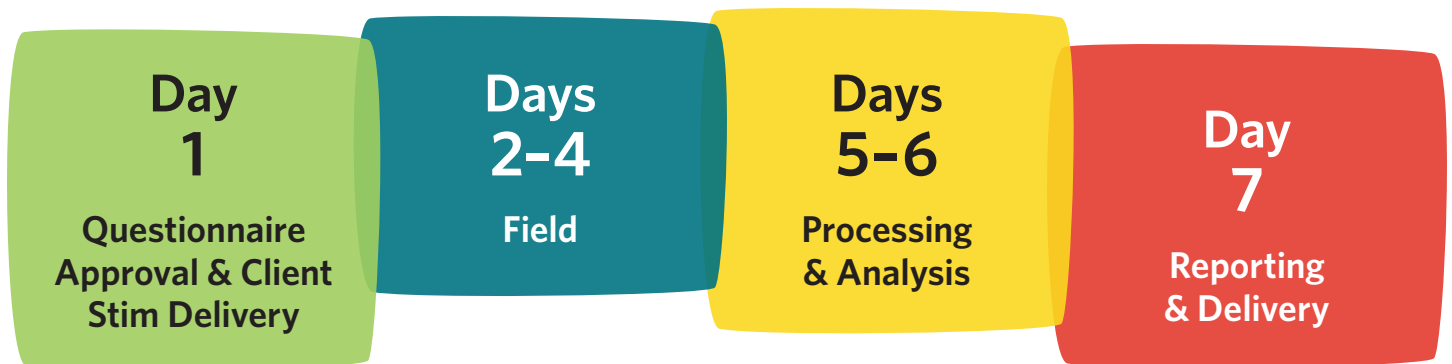 Day
1
Questionnaire
Approval & Client
Stim Delivery
Days
2–4
Field
Days
5–6
Processing
& Analysis
Day
7
Reporting
& Delivery